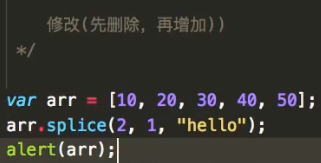 修改(先删除, 再增加))
*/
var arr = [10, 20, 30, 40, 50];
arr.splice(2, 1, "hello");
alert(arr);